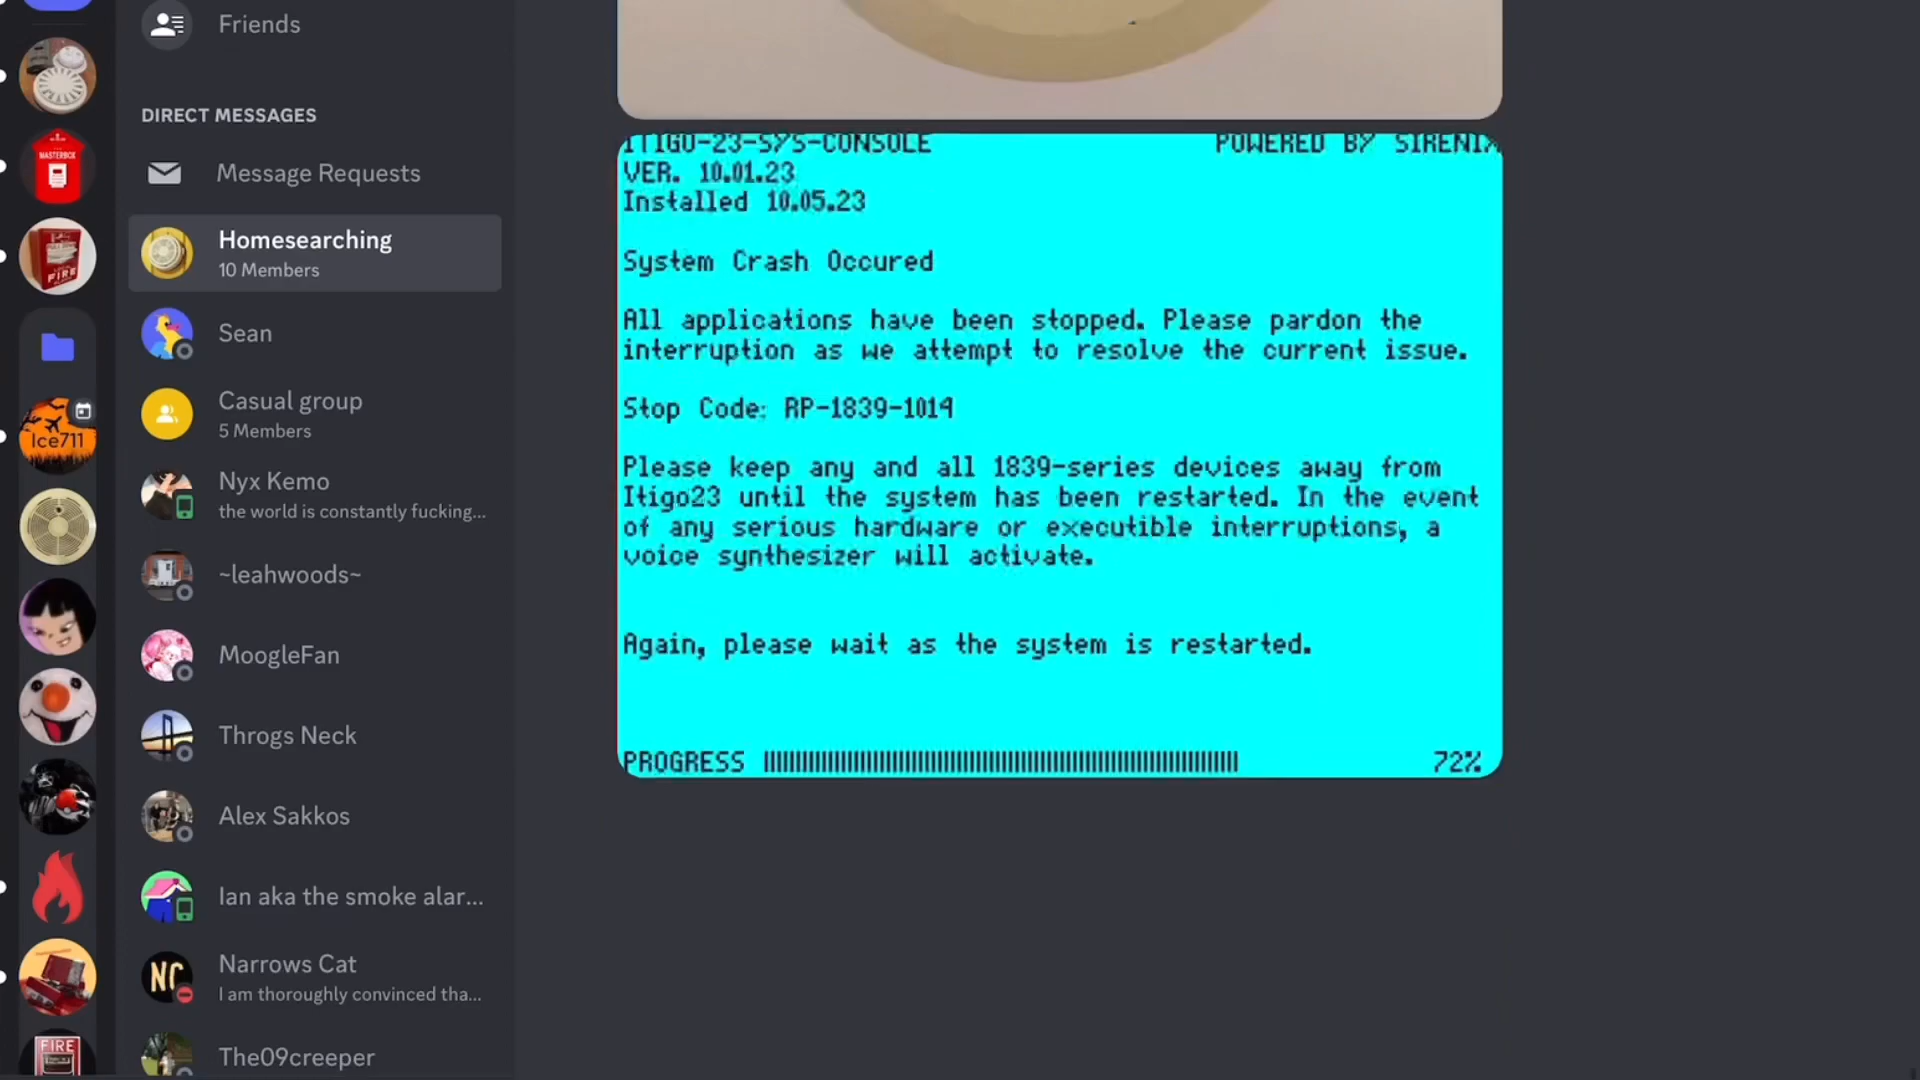 Friends
DIRECT MESSAGES
Message Requests
Homesearching
10 Members
Sean
Casual group
5 Members
Nyx Kemo
the world is constantly fucking...
~leahwoods~
MoogleFan
Throgs Neck
Alex Sakkos
Ian aka the smoke alar...
Narrows Cat
I am thoroughly convinced tha...
The09creeper
MASTERBOX
FIRE
Ice711
NC
FIRE
ITIGO-23-SYS-CONSOLE POWERED BY SIRENIX
VER. 10.01.23
Installed 10.05.23
System Crash Occured
All applications have been stopped. Please pardon the
interruption as we attempt to resolve the current issue.
Stop Code: RP-1839-1014
Please keep any and all 1839-series devices away from
Itigo23 until the system has been restarted. In the event
of any serious hardware or executible interruptions, a
voice synthesizer will activate.
Again, please wait as the system is restarted.
PROGRESS 72%